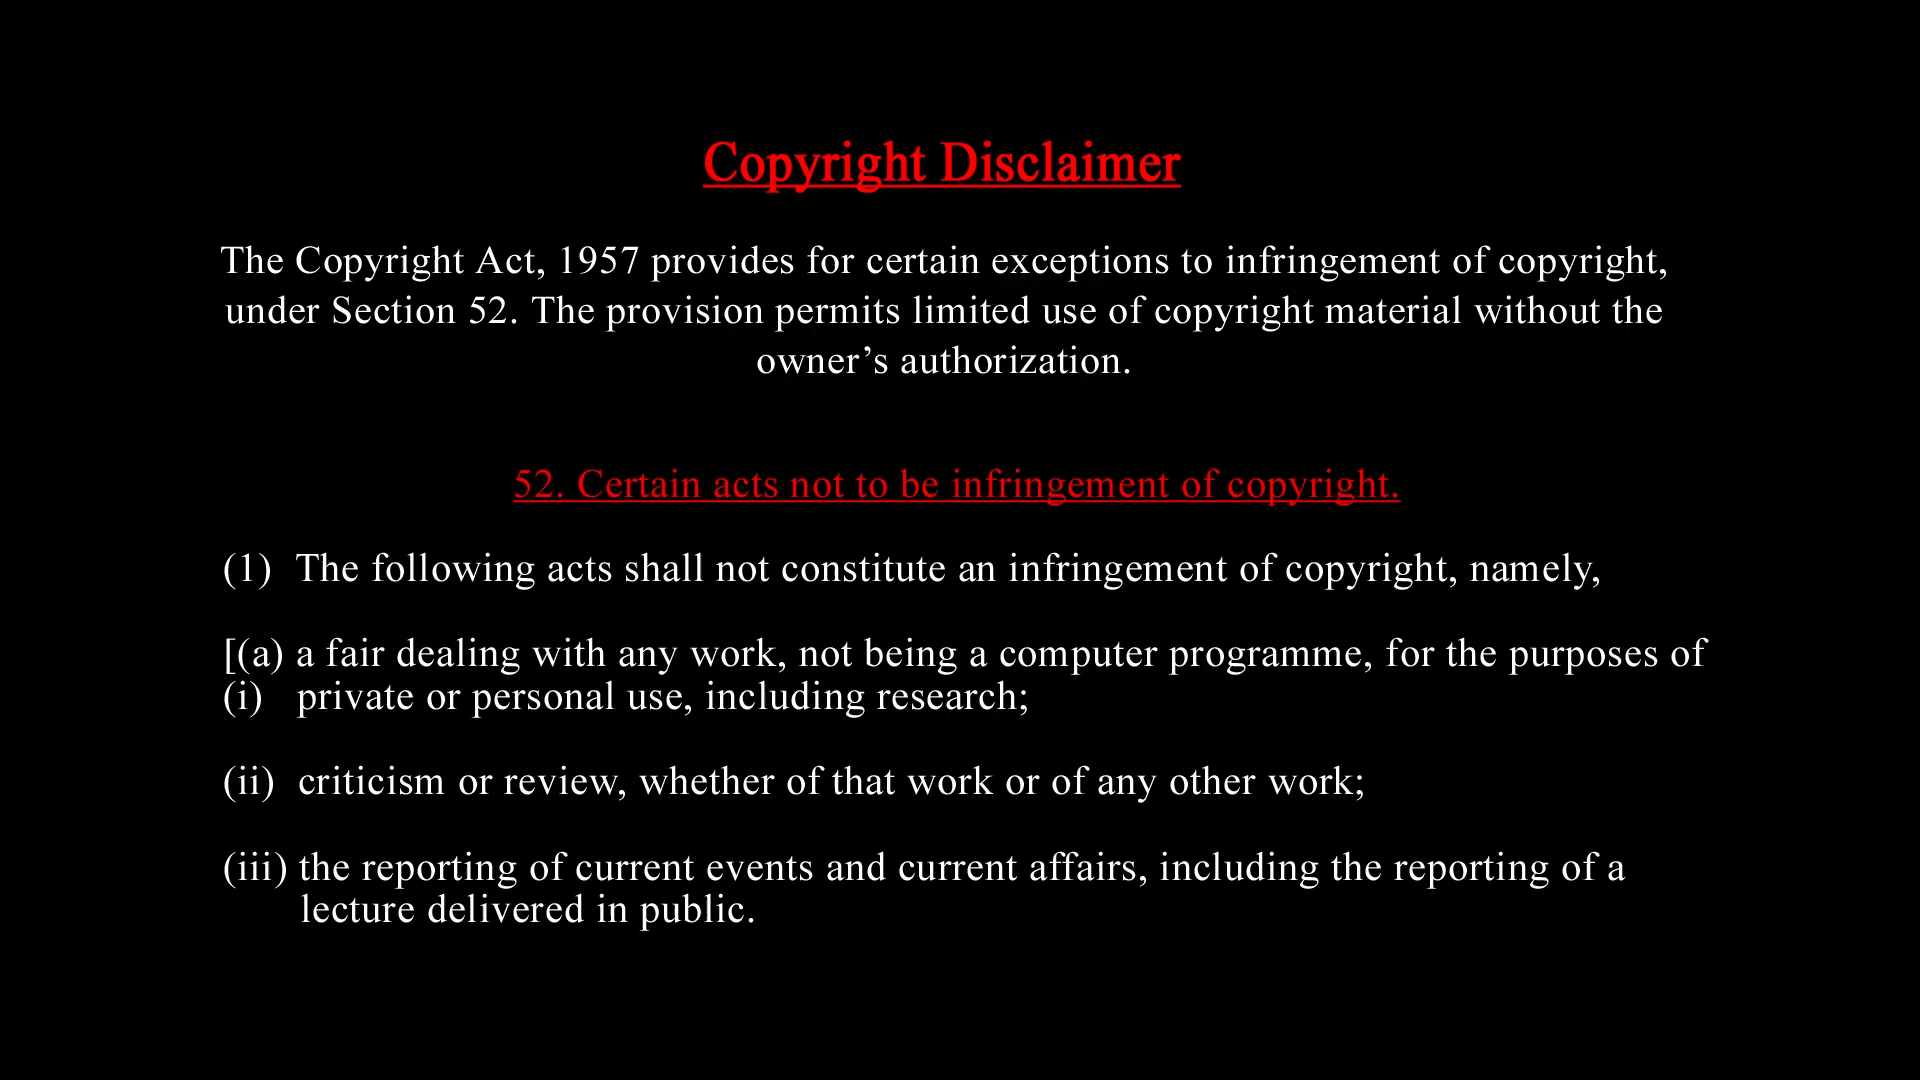 Copyright Disclaimer
The Copyright Act, 1957 provides for certain exceptions to infringement of copyright,
under Section 52. The provision permits limited use of copyright material without the
owner’s authorization.
52. Certain acts not to be infringement of copyright.
(1) The following acts shall not constitute an infringement of copyright, namely,
[(a) a fair dealing with any work, not being a computer programme, for the purposes of
(i) private or personal use, including research;
(ii) criticism or review, whether of that work or of any other work;
(iii) the reporting of current events and current affairs, including the reporting of a
lecture delivered in public.